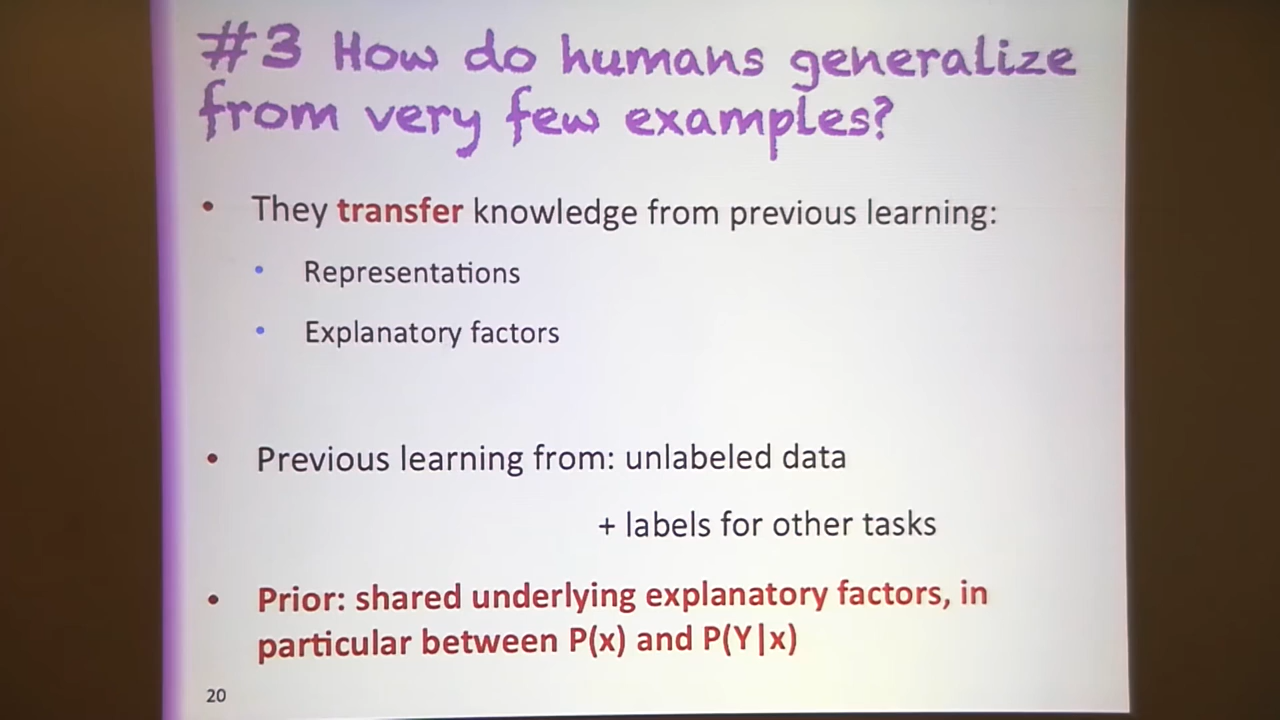 #3 How do humans generalize
from very few examples?
• They transfer knowledge from previous learning:
• Representations
• Explanatory factors
• Previous learning from: unlabeled data
+ labels for other tasks
• Prior: shared underlying explanatory factors, in
particular between P(x) and P(Y|x)
20